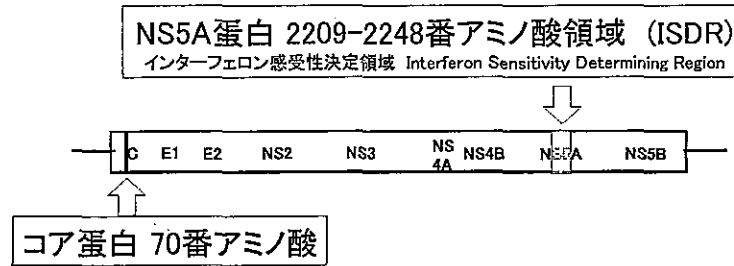 NS5A蛋白 2209-2248番アミノ酸領域 (ISDR)
インターフェロン感受性決定領域 Interferon Sensitivity Determining Region
C E1 E2 NS2 NS3 NS4A NS4B NS5A NS5B
コア蛋白 70番アミノ酸